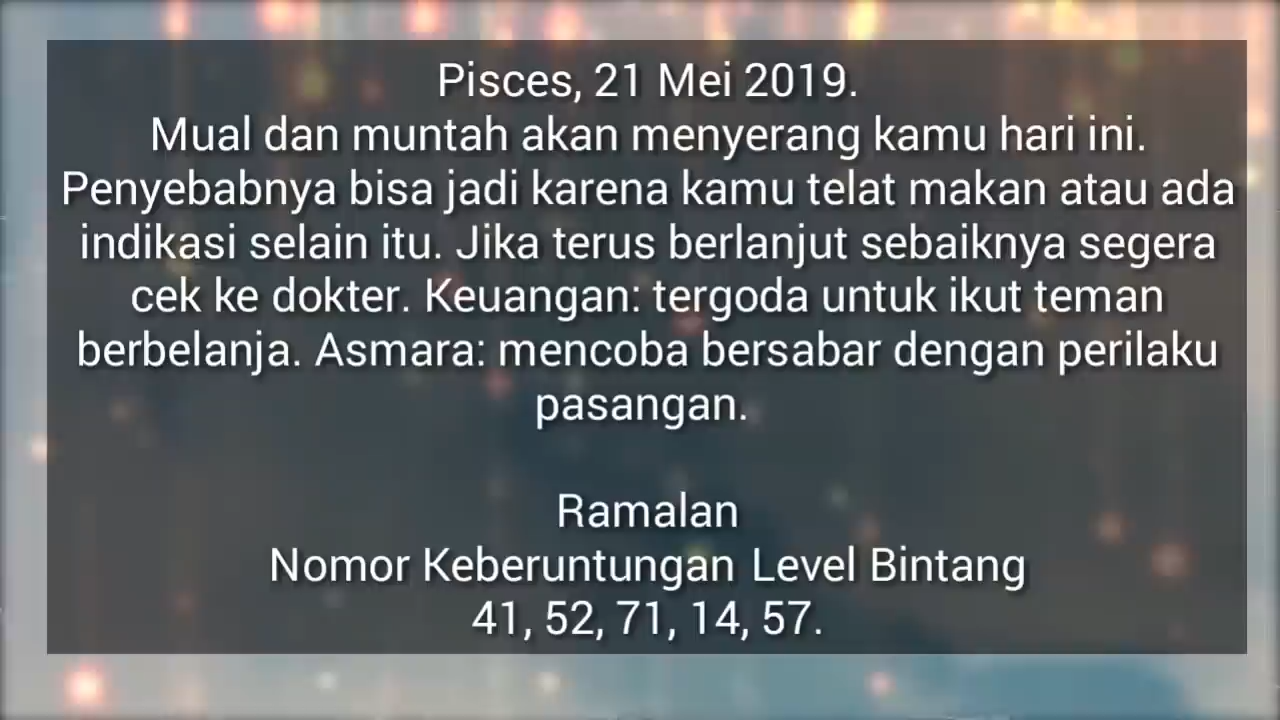 Pisces, 21 Mei 2019.
Mual dan muntah akan menyerang kamu hari ini.
Penyebabnya bisa jadi karena kamu telat makan atau ada
indikasi selain itu. Jika terus berlanjut sebaiknya segera
cek ke dokter. Keuangan: tergoda untuk ikut teman
berbelanja. Asmara: mencoba bersabar dengan perilaku
pasangan.
Ramalan
Nomor Keberuntungan Level Bintang
41, 52, 71, 14, 57.